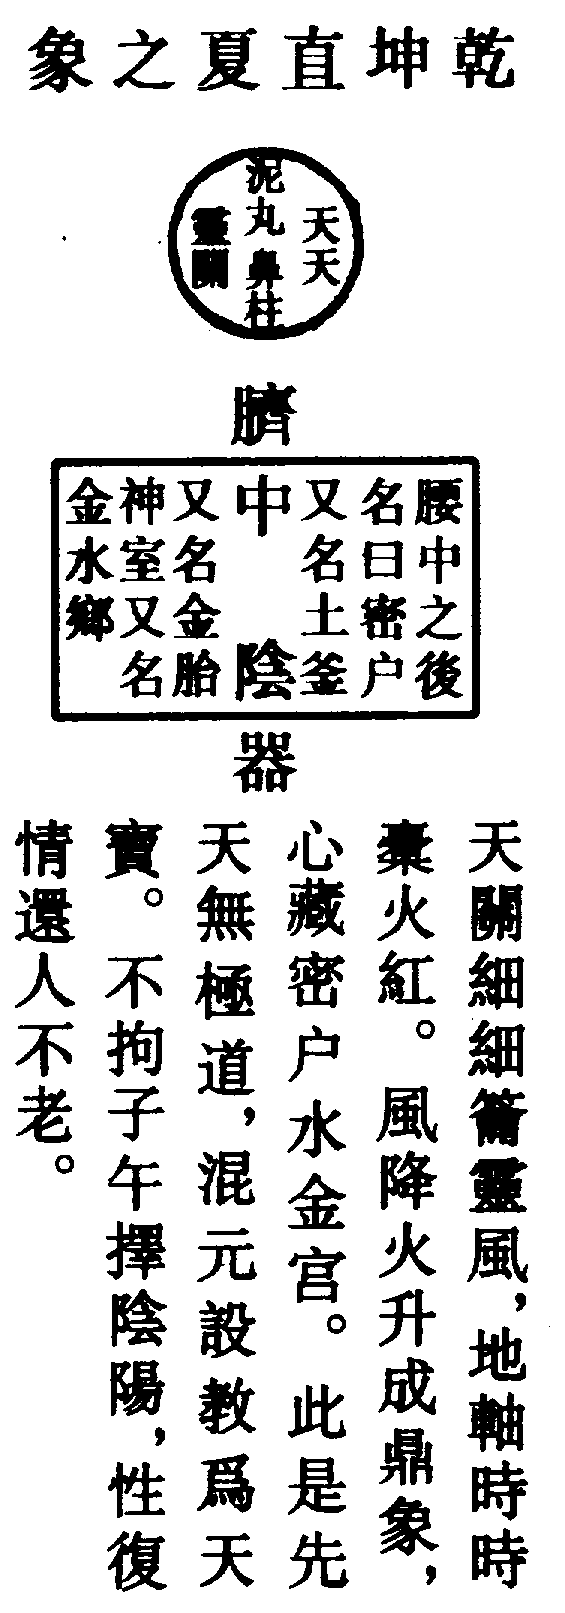 乾坤直夏之象
天天
泥丸鼻柱
靈關
臍
腰中之後
名曰密户
又名土釜
中陰
又名金胎
神室又名
金水鄉
器
天關細細籥靈風，地軸時時
橐火紅。風降火升成鼎象，
心藏密户水金宫。此是先
天無極道，混元設教爲天
寶。不拘子午擇陰陽，性復
情還人不老。